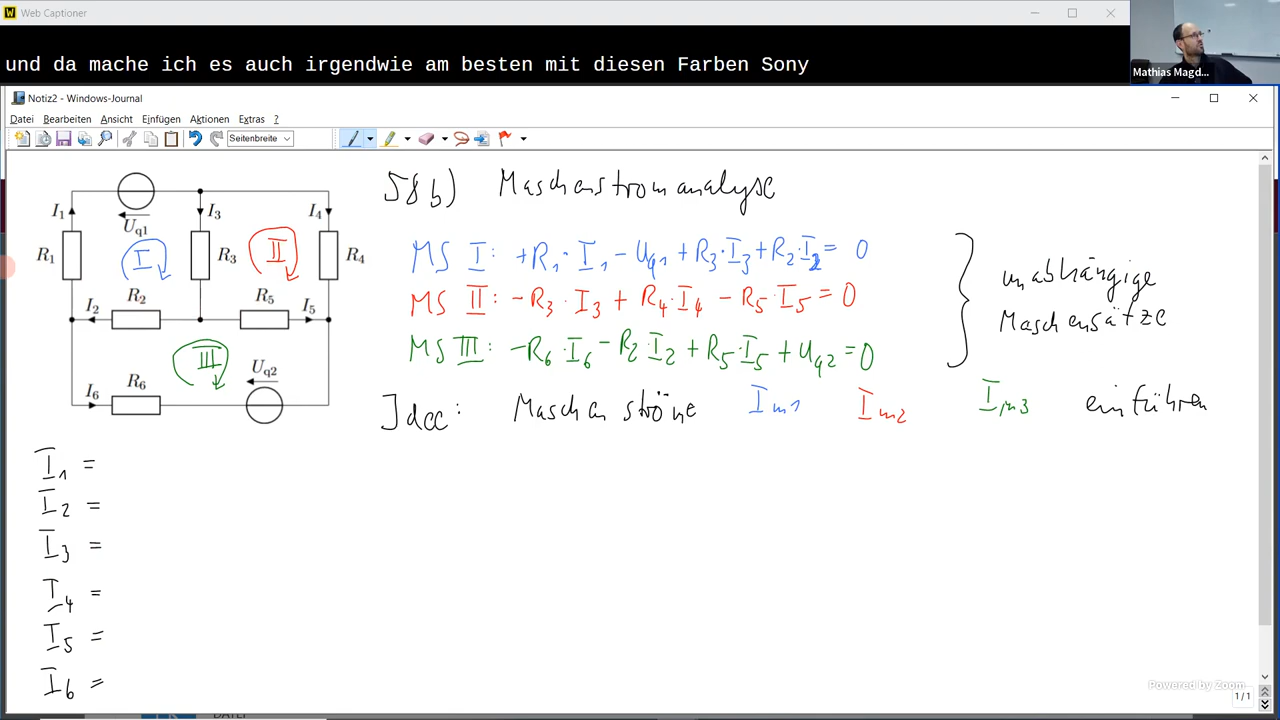 Web Captioner
und da mache ich es auch irgendwie am besten mit diesen Farben Sony
Mathias Magd...
Notiz2 - Windows-Journal
Datei Bearbeiten Ansicht Einfügen Aktionen Extras ?
Seitenbreite
58b) Maschenstromanalyse
I1 Uq1 I3 I4
R1 I R3 II R4
I2 R2 R5 I5
III
I6 R6 Uq2
MS I: +R1·I1 - Uq1 + R3·I3 + R2·I2 = 0
MS II: -R3·I3 + R4·I4 - R5·I5 = 0
MS III: -R6·I6 - R2·I2 + R5·I5 + Uq2 = 0
unabhängige
Maschensätze
Idee: Maschenströme Im1 Im2 Im3 einführen
I1 =
I2 =
I3 =
I4 =
I5 =
I6 =
Powered by Zoom
1/1